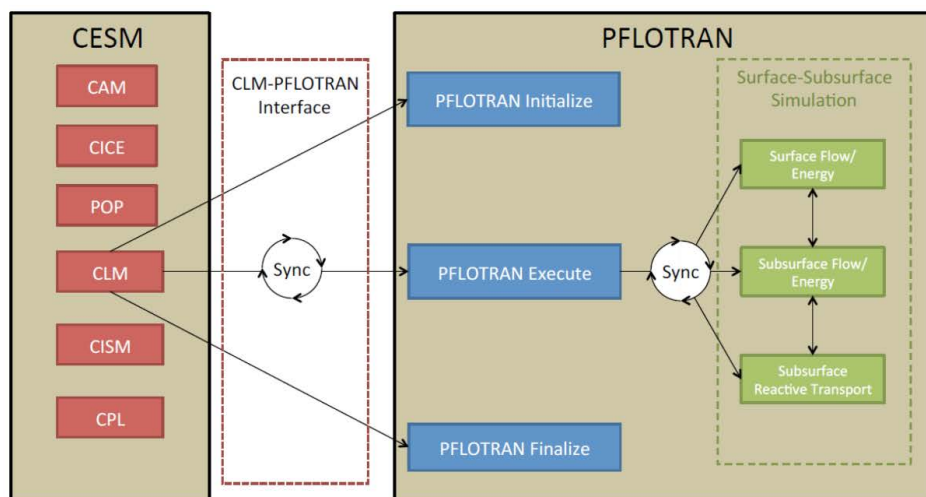 CESM
CAM
CICE
POP
CLM
CISM
CPL
CLM-PFLOTRAN
Interface
Sync
PFLOTRAN
PFLOTRAN Initialize
PFLOTRAN Execute
PFLOTRAN Finalize
Sync
Surface-Subsurface
Simulation
Surface Flow/
Energy
Subsurface Flow/
Energy
Subsurface
Reactive Transport